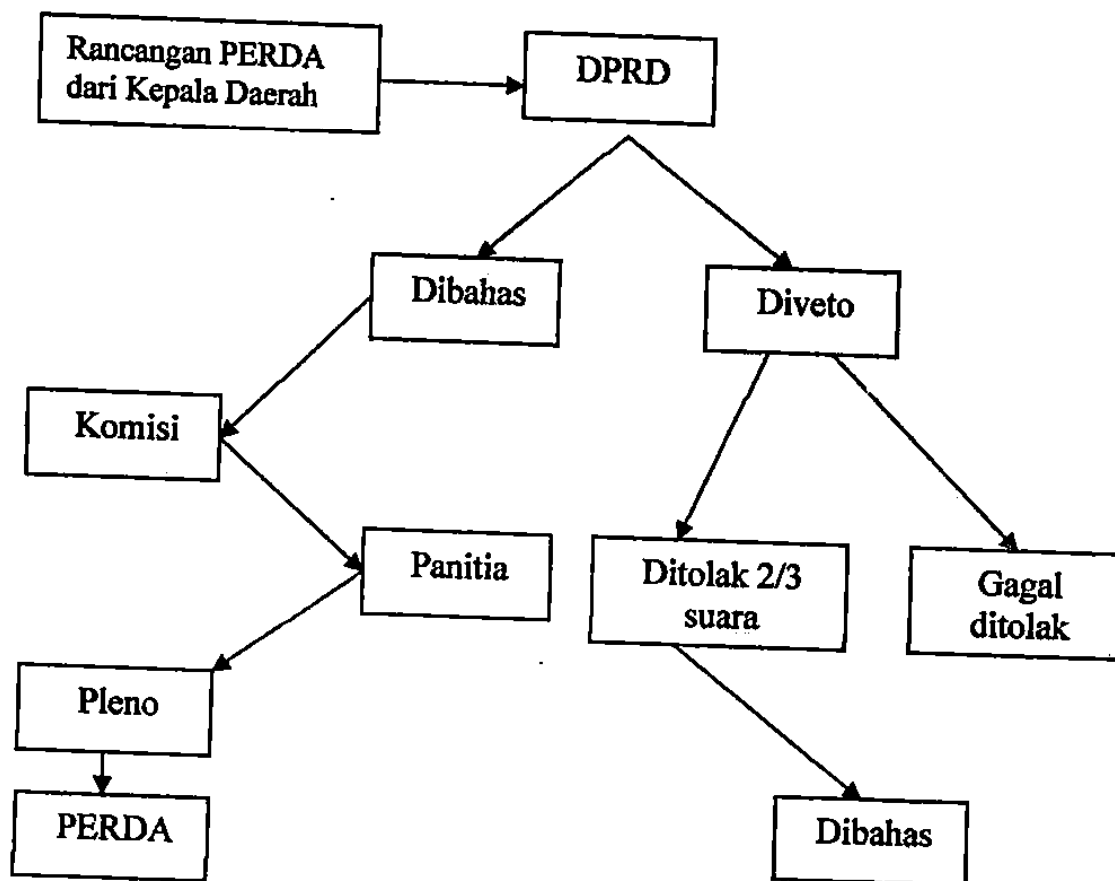 Rancangan PERDA
dari Kepala Daerah
DPRD
Dibahas
Diveto
Komisi
Panitia
Ditolak 2/3
suara
Gagal
ditolak
Pleno
PERDA
Dibahas